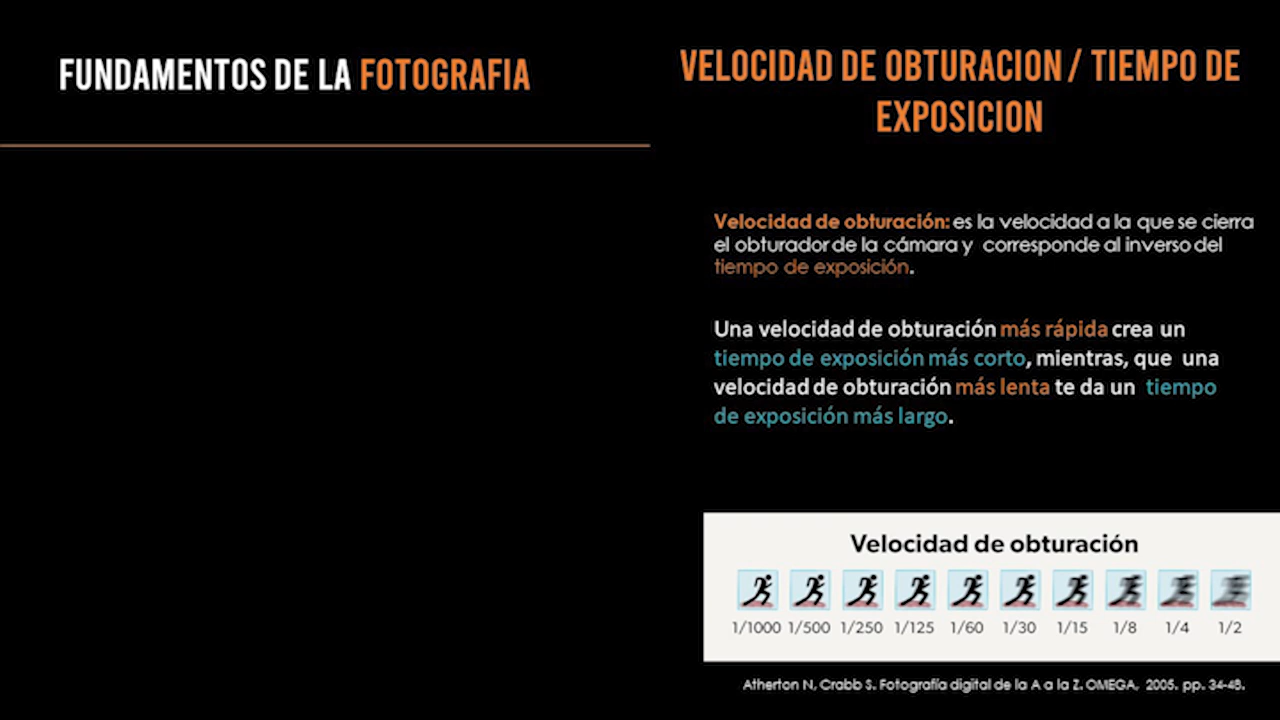 FUNDAMENTOS DE LA FOTOGRAFIA
VELOCIDAD DE OBTURACION / TIEMPO DE
EXPOSICION
Velocidad de obturación: es la velocidad a la que se cierra
el obturador de la cámara y corresponde al inverso del
tiempo de exposición.
Una velocidad de obturación más rápida crea un
tiempo de exposición más corto, mientras, que una
velocidad de obturación más lenta te da un tiempo
de exposición más largo.
Velocidad de obturación
1/1000 1/500 1/250 1/125 1/60 1/30 1/15 1/8 1/4 1/2
Atherton N, Crabb S. Fotografía digital de la A a la Z. OMEGA, 2005. pp. 34-48.